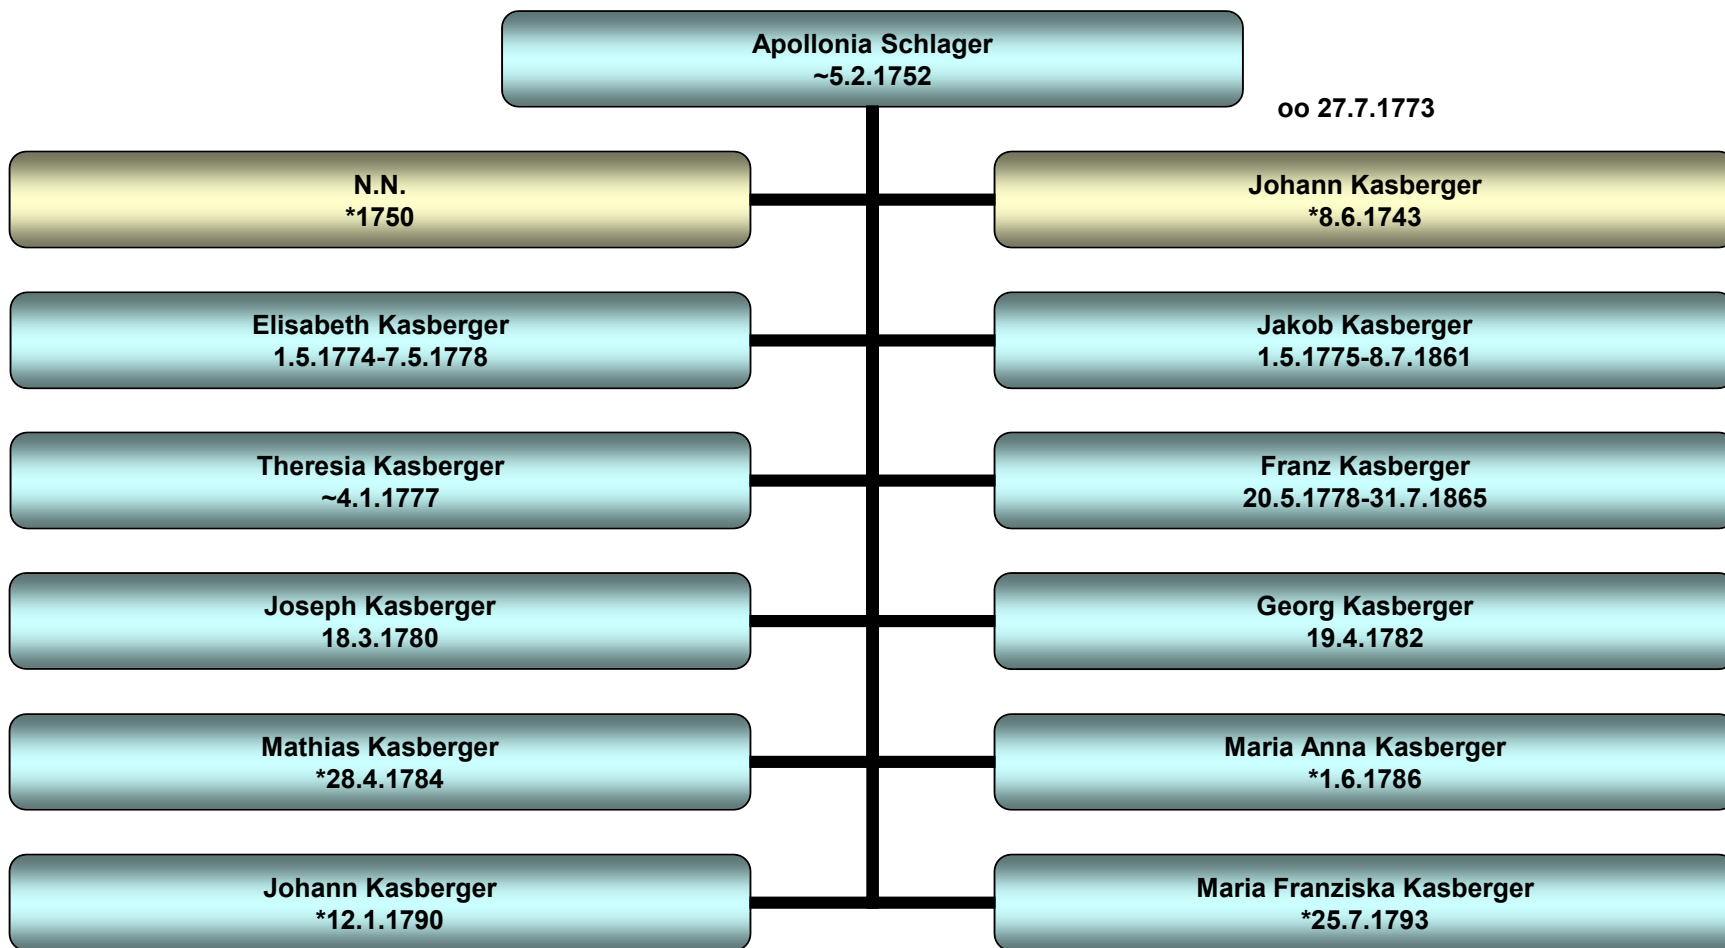 Apollonia Schlager
~5.2.1752
oo 27.7.1773
N.N.
*1750
Johann Kasberger
*8.6.1743
Elisabeth Kasberger
1.5.1774-7.5.1778
Jakob Kasberger
1.5.1775-8.7.1861
Theresia Kasberger
~4.1.1777
Franz Kasberger
20.5.1778-31.7.1865
Joseph Kasberger
18.3.1780
Georg Kasberger
19.4.1782
Mathias Kasberger
*28.4.1784
Maria Anna Kasberger
*1.6.1786
Johann Kasberger
*12.1.1790
Maria Franziska Kasberger
*25.7.1793